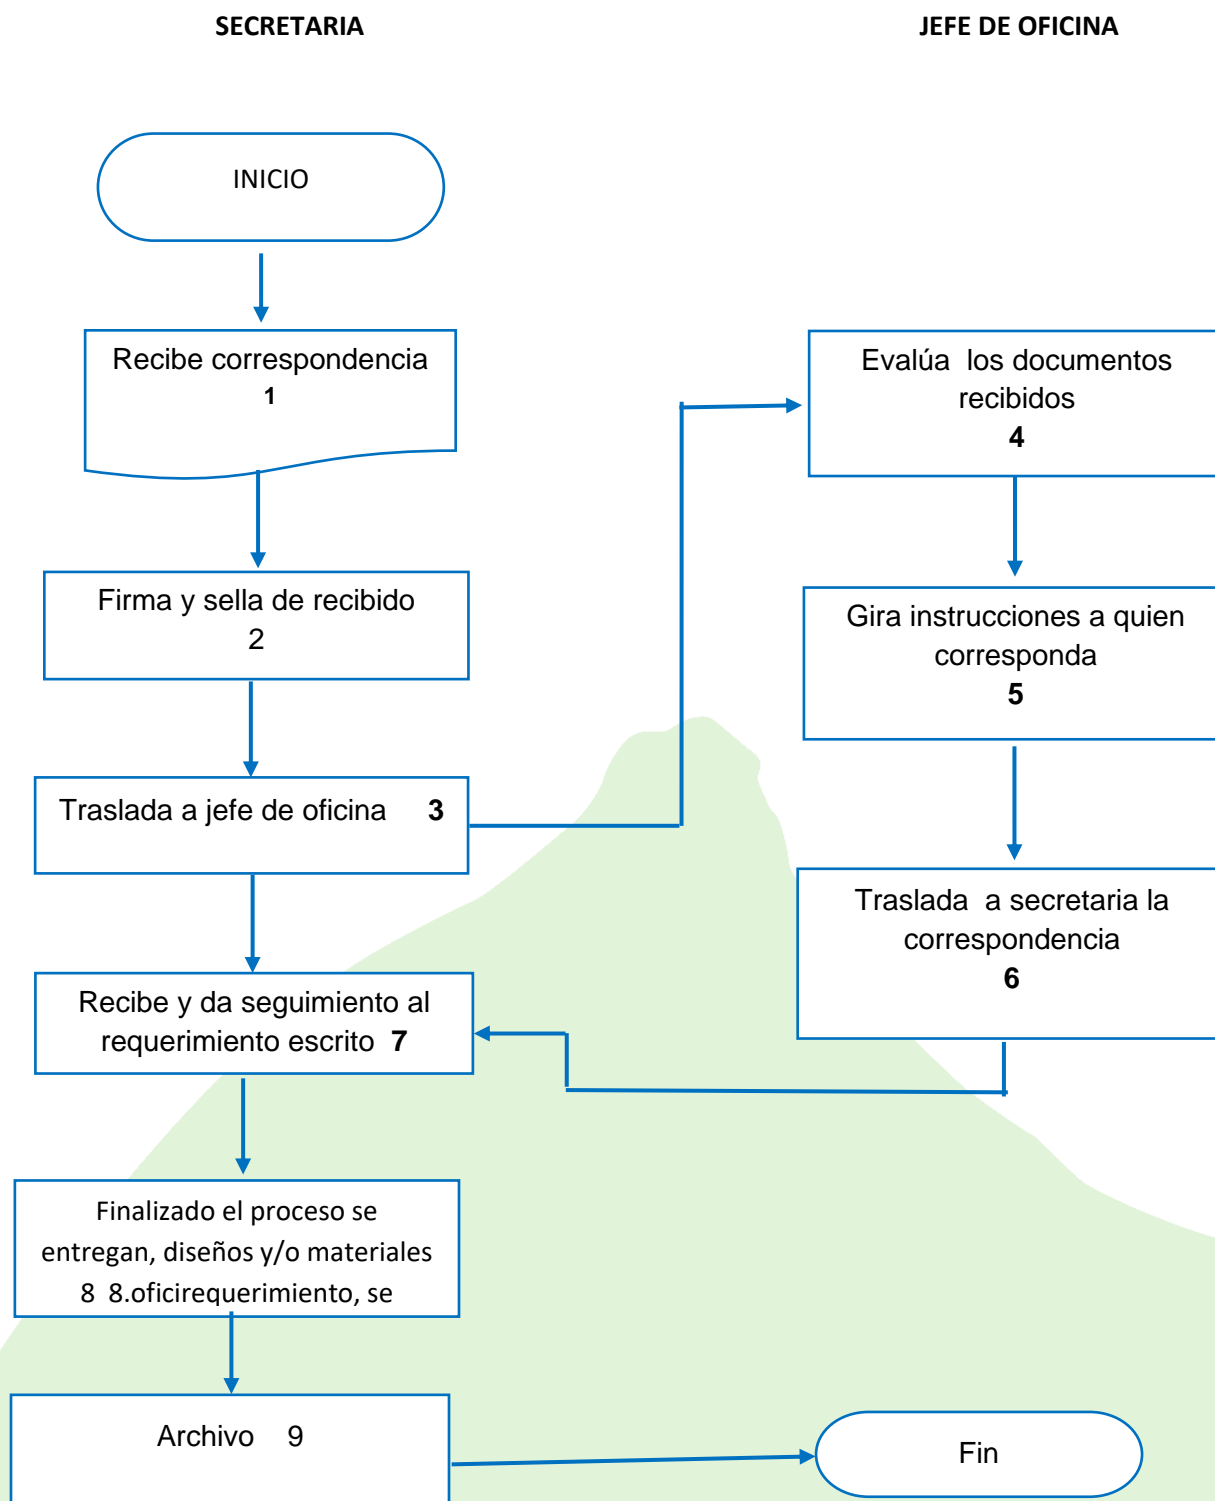 SECRETARIA
JEFE DE OFICINA
INICIO
Recibe correspondencia
1
Firma y sella de recibido
2
Traslada a jefe de oficina 3
Evalúa los documentos
recibidos
4
Gira instrucciones a quien
corresponda
5
Traslada a secretaria la
correspondencia
6
Recibe y da seguimiento al
requerimiento escrito 7
Finalizado el proceso se
entregan, diseños y/o materiales
8 8.oficirequerimiento, se
Archivo 9
Fin